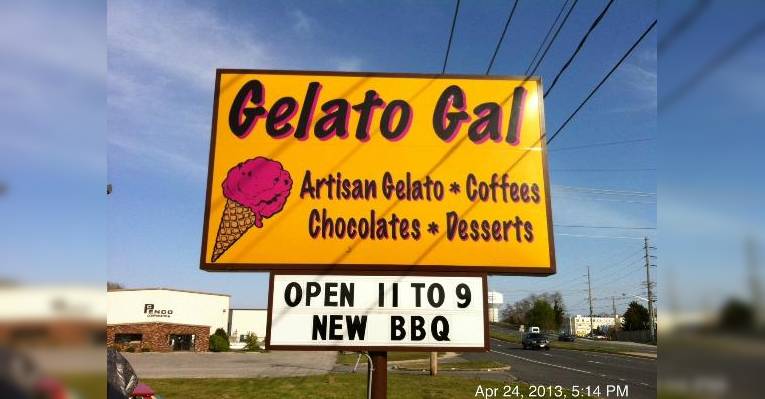 Gelato Gal
Artisan Gelato * Coffees
Chocolates * Desserts
OPEN 11 TO 9
NEW BBQ
PENCO
Apr 24, 2013, 5:14 PM